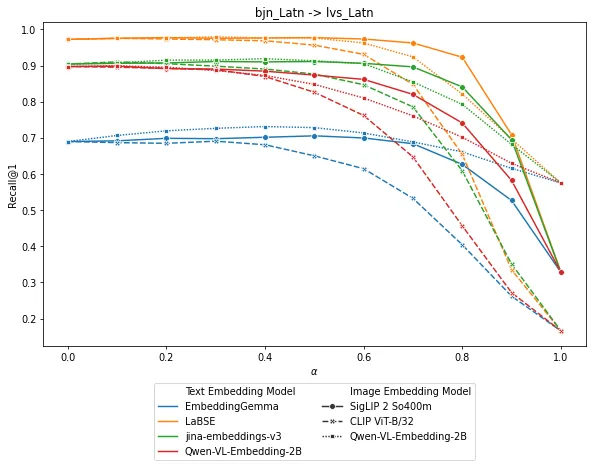 bjn_Latn -> lvs_Latn
1.0
0.9
0.8
0.7
0.6
0.5
0.4
0.3
0.2
Recall@1
0.0 0.2 0.4 0.6 0.8 1.0
α
Text Embedding Model Image Embedding Model
EmbeddingGemma SigLIP 2 So400m
LaBSE CLIP ViT-B/32
jina-embeddings-v3 Qwen-VL-Embedding-2B
Qwen-VL-Embedding-2B